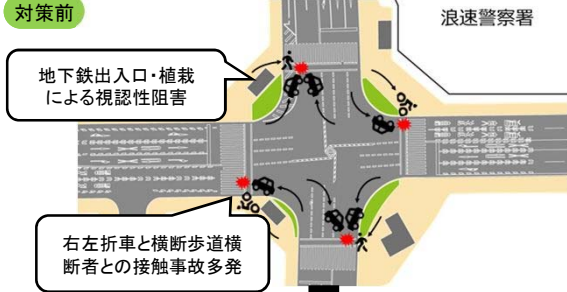 対策前
浪速警察署
地下鉄出入口・植栽
による視認性阻害
右左折車と横断歩道横
断者との接触事故多発